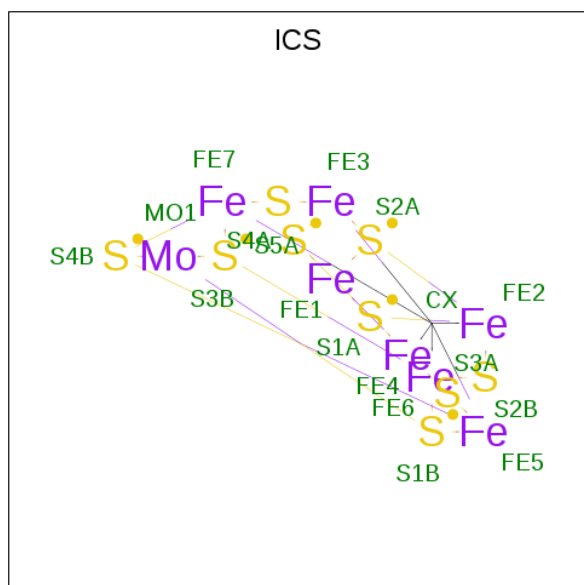 ICS
FE7 FE3
Fe S Fe S2A
MO1 S4A S5A S S
S4B S Mo S
Fe CX FE2
S3B FE1 S Fe
S1A Fe S3A
FE4 Fe S S
FE6 S2B
S Fe
S1B FE5